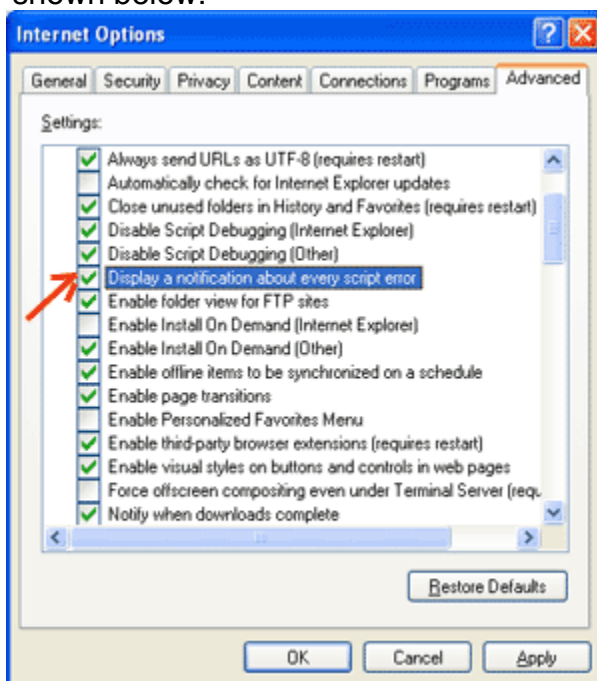 shown below:
Internet Options
General Security Privacy Content Connections Programs Advanced
Settings:
Always send URLs as UTF-8 (requires restart)
Automatically check for Internet Explorer updates
Close unused folders in History and Favorites (requires restart)
Disable Script Debugging (Internet Explorer)
Disable Script Debugging (Other)
Display a notification about every script error
Enable folder view for FTP sites
Enable Install On Demand (Internet Explorer)
Enable Install On Demand (Other)
Enable offline items to be synchronized on a schedule
Enable page transitions
Enable Personalized Favorites Menu
Enable third-party browser extensions (requires restart)
Enable visual styles on buttons and controls in web pages
Force offscreen compositing even under Terminal Server (requ
Notify when downloads complete
Restore Defaults
OK Cancel Apply